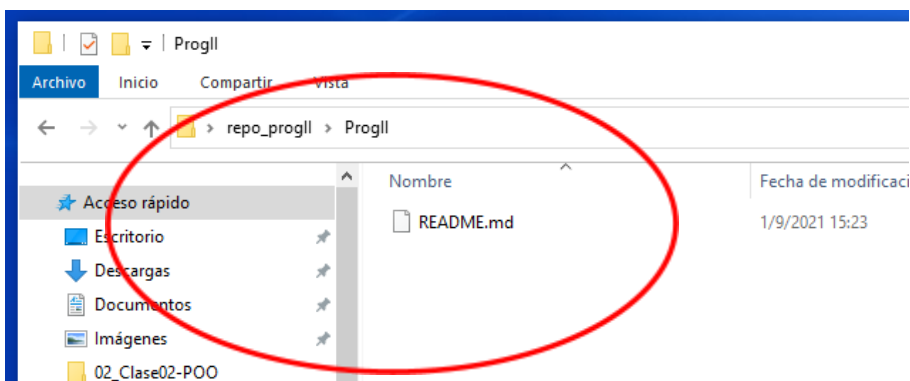 ProgII
Archivo Inicio Compartir Vista
repo_progII > ProgII
Nombre Fecha de modificaci
Acceso rápido
README.md 1/9/2021 15:23
Escritorio
Descargas
Documentos
Imágenes
02_Clase02-POO